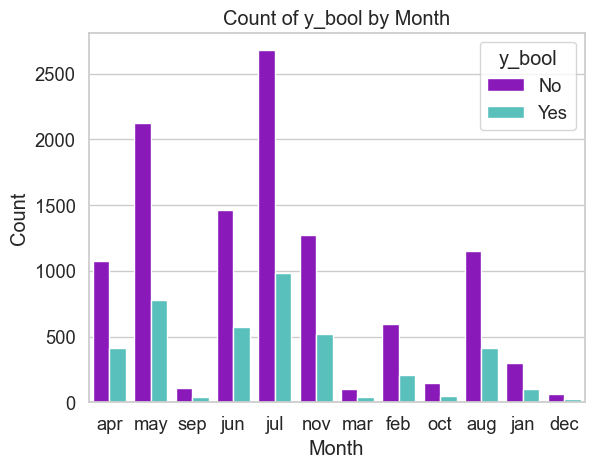 Count of y_bool by Month
y_bool
No
Yes
2500
2000
1500
1000
500
0
Count
apr may sep jun jul nov mar feb oct aug jan dec
Month